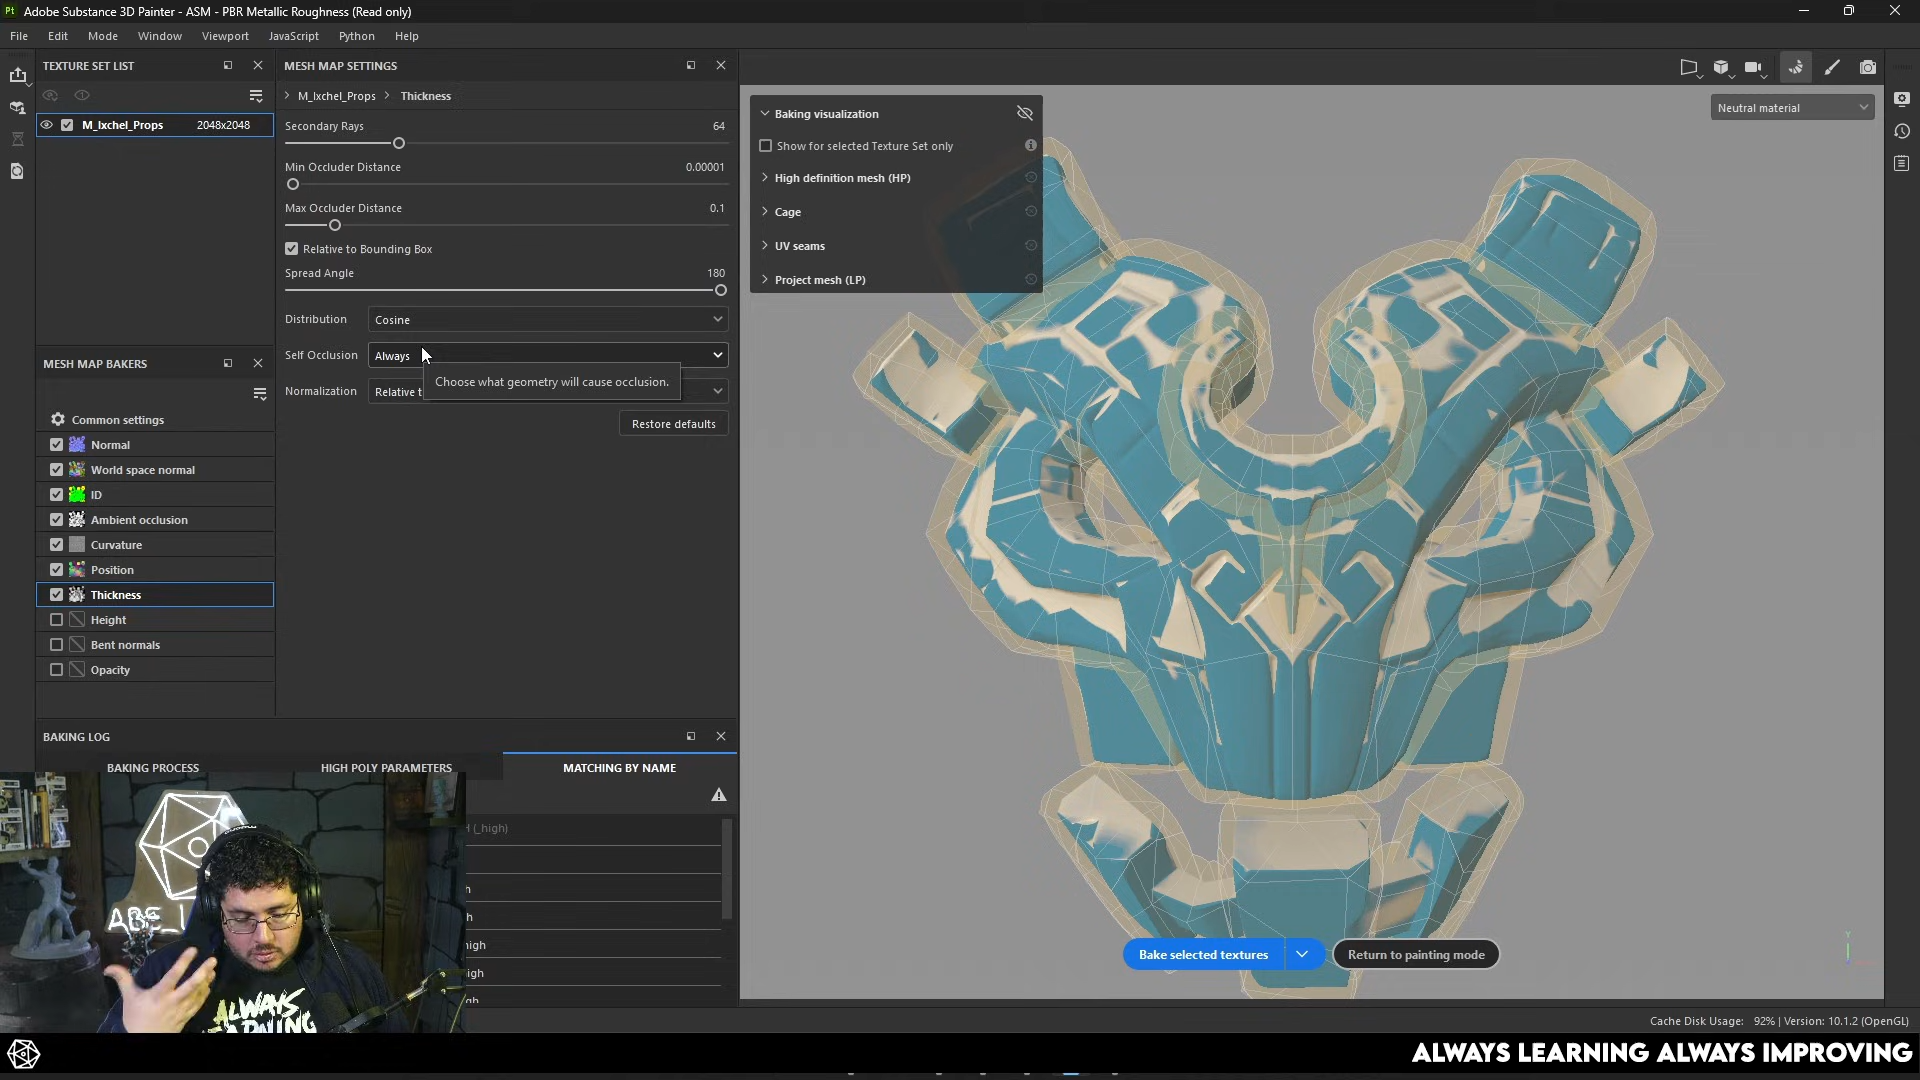 Pt Adobe Substance 3D Painter - ASM - PBR Metallic Roughness (Read only)
File Edit Mode Window Viewport JavaScript Python Help
TEXTURE SET LIST
M_Ixchel_Props 2048x2048
MESH MAP SETTINGS
M_Ixchel_Props > Thickness
Secondary Rays 64
Min Occluder Distance 0.00001
Max Occluder Distance 0.1
Relative to Bounding Box
Spread Angle 180
Distribution Cosine
Self Occlusion Always
Choose what geometry will cause occlusion.
Normalization Relative t
Restore defaults
MESH MAP BAKERS
Common settings
Normal
World space normal
ID
Ambient occlusion
Curvature
Position
Thickness
Height
Bent normals
Opacity
Baking visualization
Show for selected Texture Set only
High definition mesh (HP)
Cage
UV seams
Project mesh (LP)
Neutral material
BAKING LOG
BAKING PROCESS HIGH POLY PARAMETERS MATCHING BY NAME
(_high)
high
Bake selected textures
Return to painting mode
ALWAYS
Cache Disk Usage: 92% | Version: 10.1.2 (OpenGL)
ALWAYS LEARNING ALWAYS IMPROVING